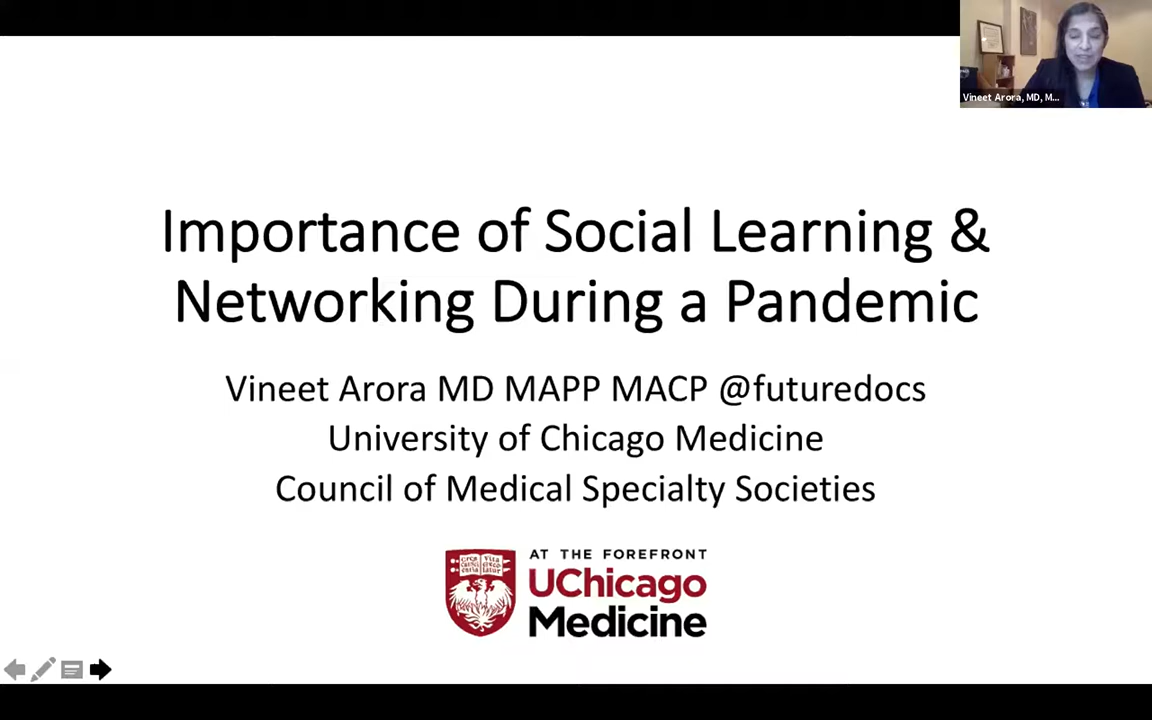 Vineet Arora, MD, M...
Importance of Social Learning &
Networking During a Pandemic
Vineet Arora MD MAPP MACP @futuredocs
University of Chicago Medicine
Council of Medical Specialty Societies
AT THE FOREFRONT
UChicago
Medicine